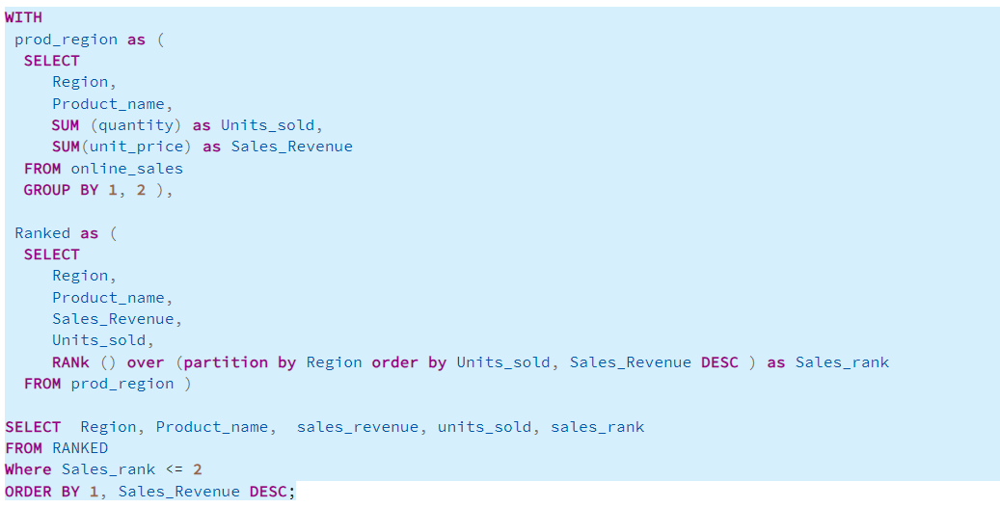 WITH
prod_region as (
SELECT
Region,
Product_name,
SUM (quantity) as Units_sold,
SUM(unit_price) as Sales_Revenue
FROM online_sales
GROUP BY 1, 2 ),
Ranked as (
SELECT
Region,
Product_name,
Sales_Revenue,
Units_sold,
RANk () over (partition by Region order by Units_sold, Sales_Revenue DESC ) as Sales_rank
FROM prod_region )
SELECT  Region, Product_name,  sales_revenue, units_sold, sales_rank
FROM RANKED
Where Sales_rank <= 2
ORDER BY 1, Sales_Revenue DESC;